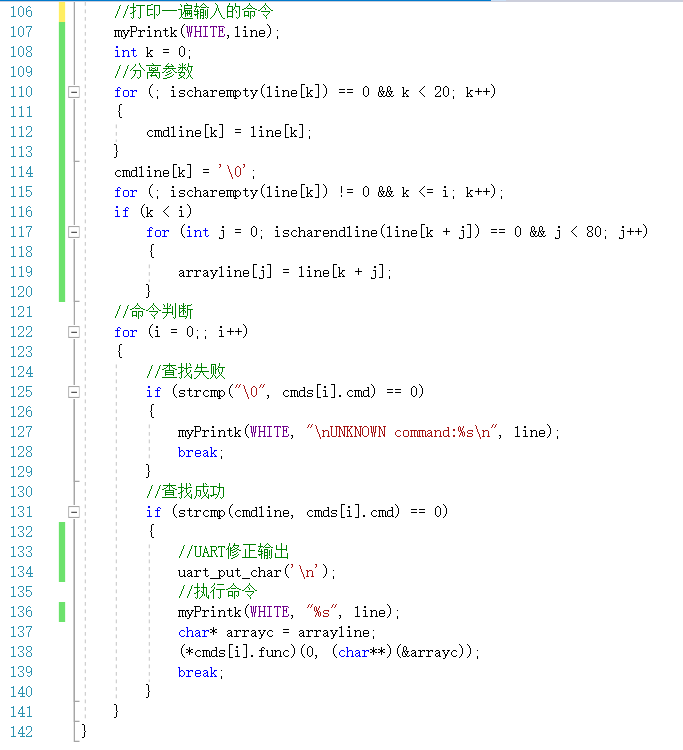 106 //打印一遍输入的命令
107 myPrintk(WHITE,line);
108 int k = 0;
109 //分离参数
110 for (; ischarempty(line[k]) == 0 && k < 20; k++)
111 {
112 cmdline[k] = line[k];
113 }
114 cmdline[k] = '\0';
115 for (; ischarempty(line[k]) != 0 && k <= i; k++);
116 if (k < i)
117 for (int j = 0; ischarendline(line[k + j]) == 0 && j < 80; j++)
118 {
119 arrayline[j] = line[k + j];
120 }
121 //命令判断
122 for (i = 0;; i++)
123 {
124 //查找失败
125 if (strcmp("\0", cmds[i].cmd) == 0)
126 {
127 myPrintk(WHITE, "\nUNKNOWN command:%s\n", line);
128 break;
129 }
130 //查找成功
131 if (strcmp(cmdline, cmds[i].cmd) == 0)
132 {
133 //UART修正输出
134 uart_put_char('\n');
135 //执行命令
136 myPrintk(WHITE, "%s", line);
137 char* arrayc = arrayline;
138 (*cmds[i].func)(0, (char**)(&arrayc));
139 break;
140 }
141 }
142 }